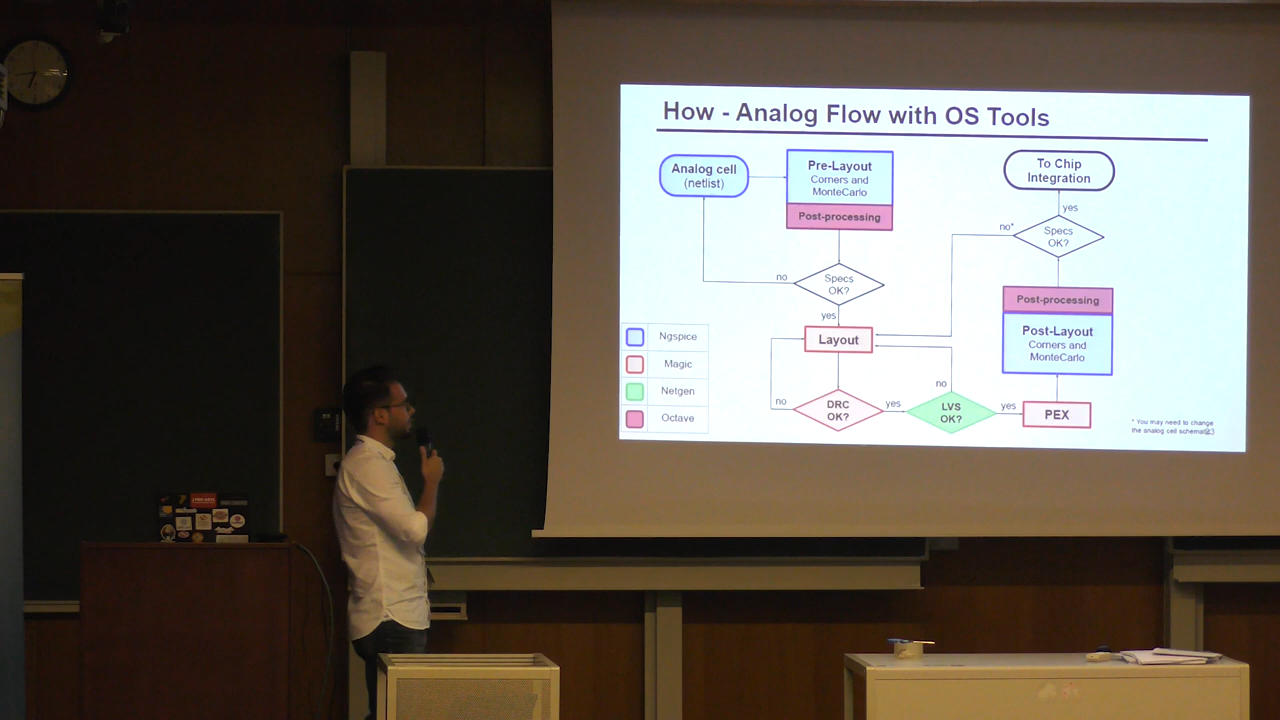 How - Analog Flow with OS Tools
Analog cell
(netlist)
Pre-Layout
Corners and
MonteCarlo
Post-processing
To Chip
Integration
yes
no*
Specs
OK?
no
Specs
OK?
yes
Post-processing
Post-Layout
Corners and
MonteCarlo
Layout
Ngspice
Magic
Netgen
Octave
no
DRC
OK?
yes
no
LVS
OK?
yes
PEX
* You may need to change
the analog cell